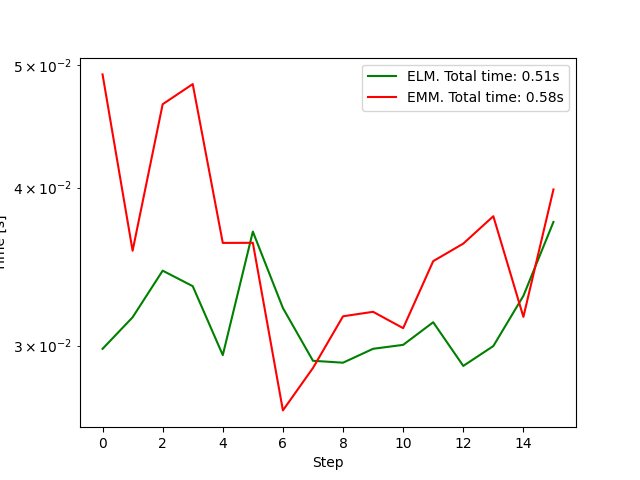 5 × 10⁻²
4 × 10⁻²
3 × 10⁻²
ELM. Total time: 0.51s
EMM. Total time: 0.58s
0 2 4 6 8 10 12 14
Step